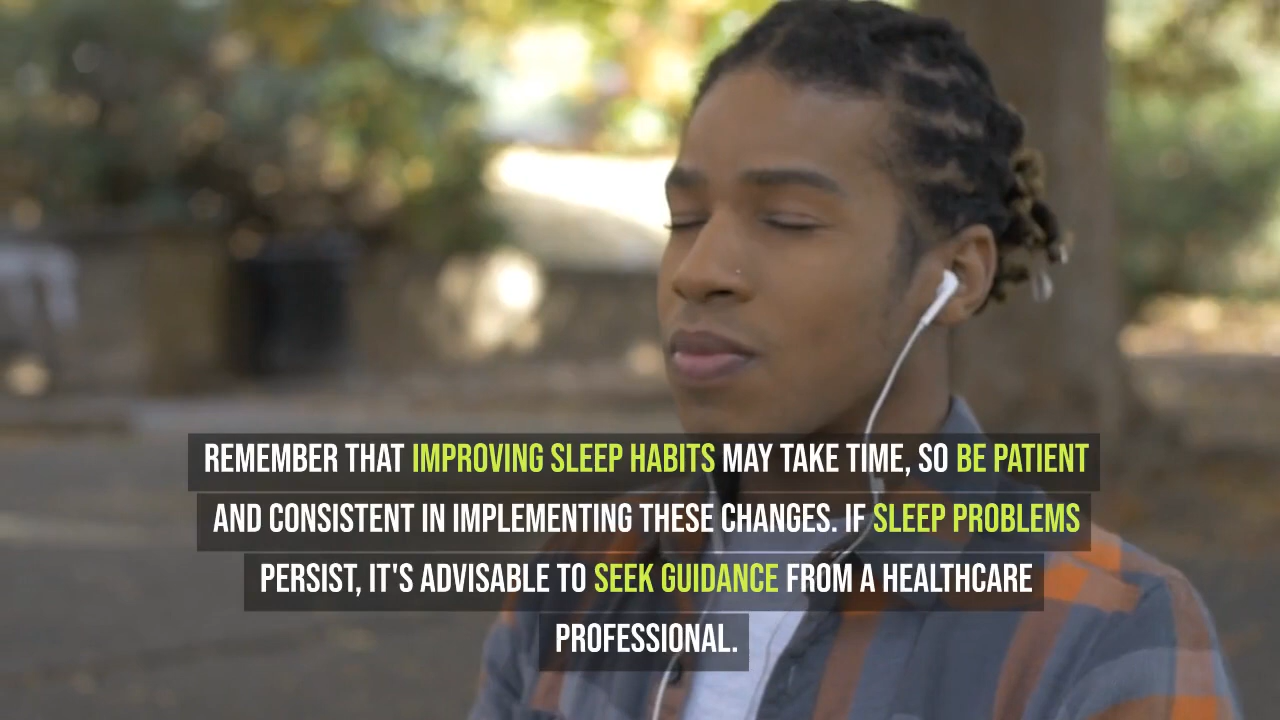 REMEMBER THAT IMPROVING SLEEP HABITS MAY TAKE TIME, SO BE PATIENT
AND CONSISTENT IN IMPLEMENTING THESE CHANGES. IF SLEEP PROBLEMS
PERSIST, IT'S ADVISABLE TO SEEK GUIDANCE FROM A HEALTHCARE
PROFESSIONAL.